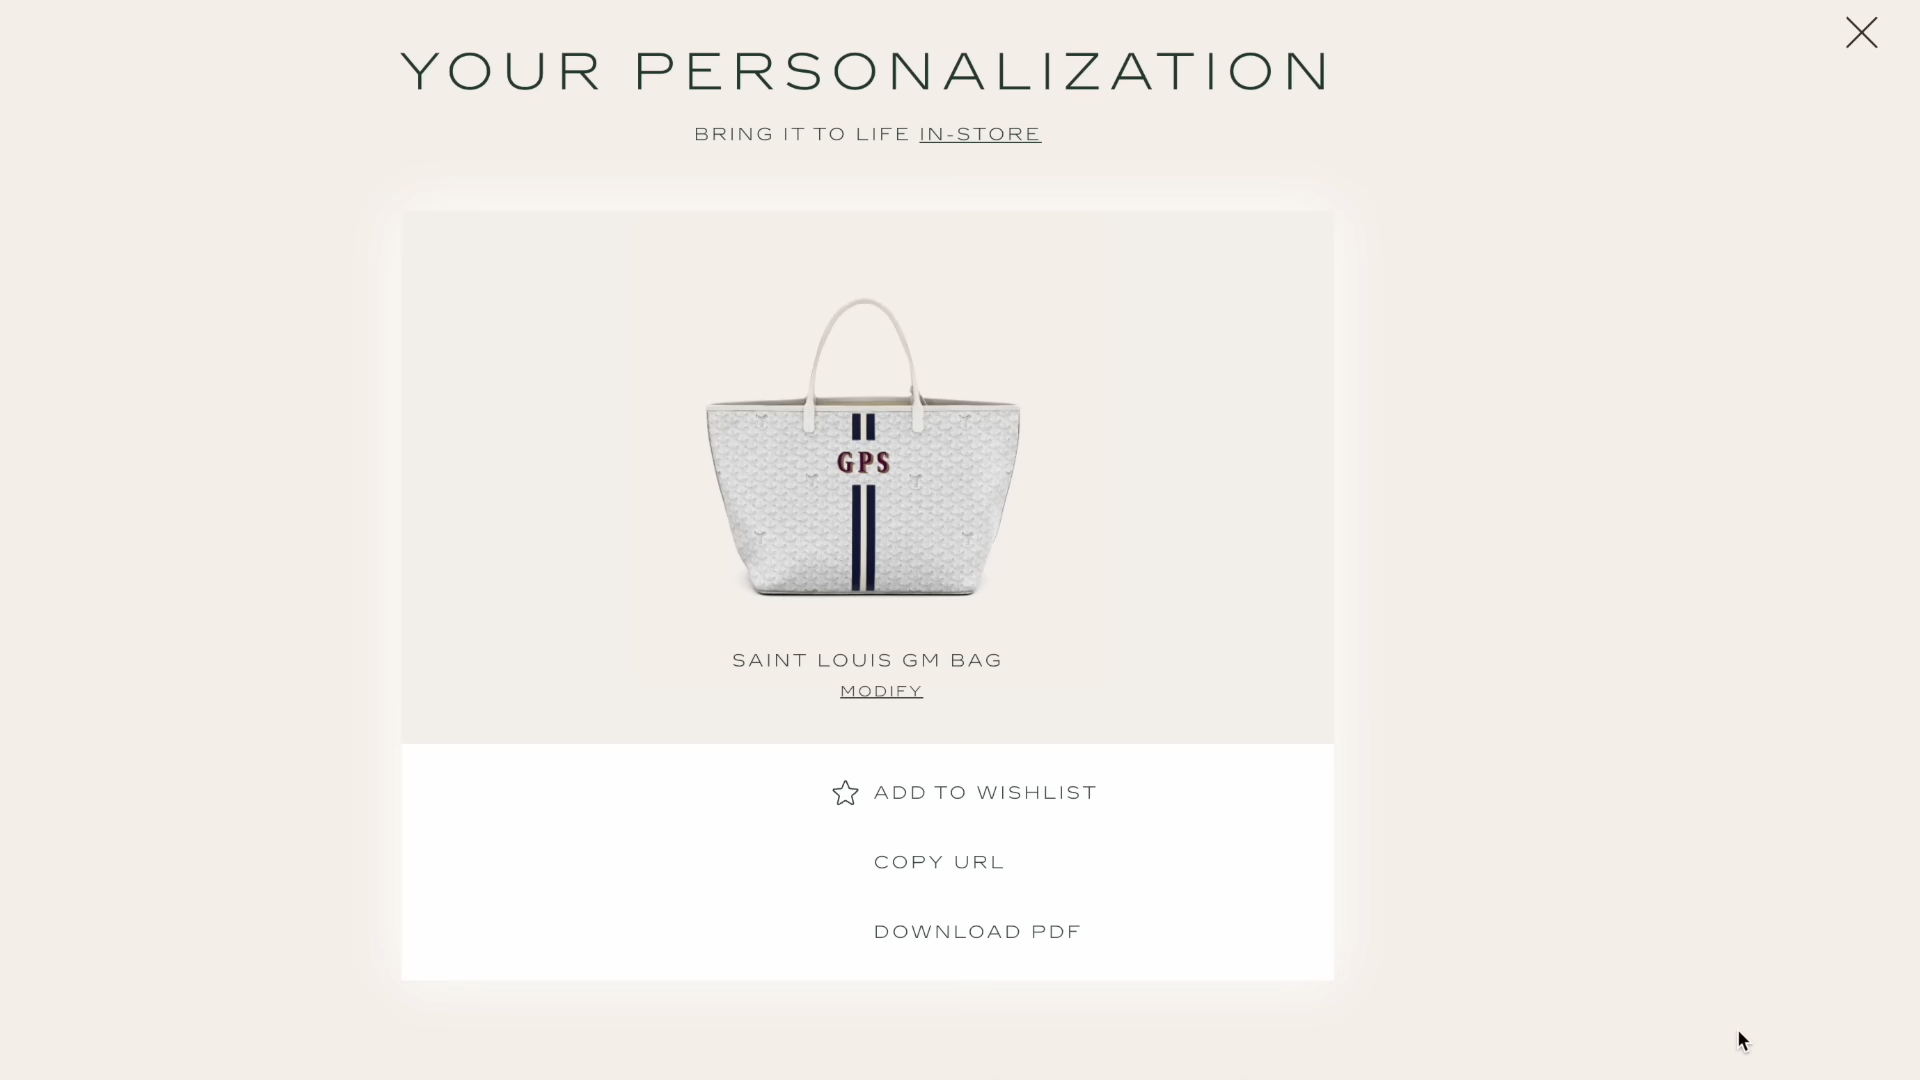 YOUR PERSONALIZATION
BRING IT TO LIFE IN-STORE
GPS
SAINT LOUIS GM BAG
MODIFY
ADD TO WISHLIST
COPY URL
DOWNLOAD PDF